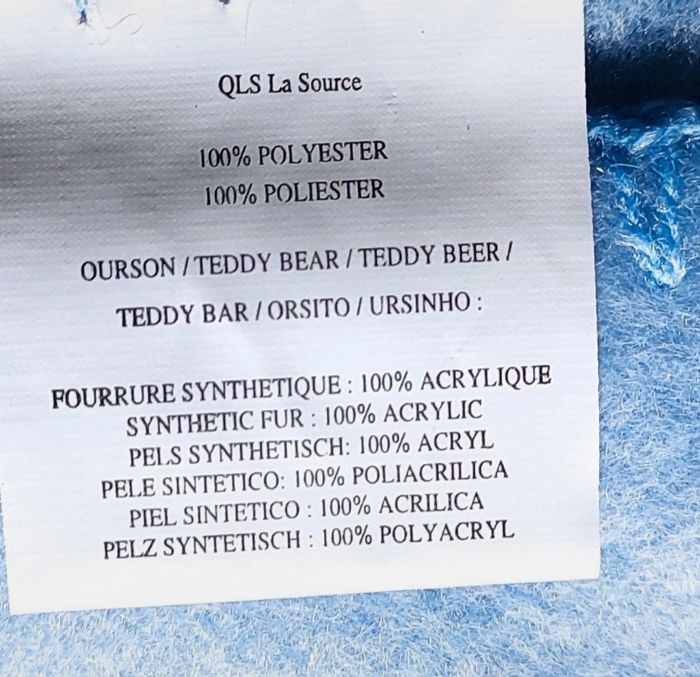 QLS La Source
100% POLYESTER
100% POLIESTER
OURSON / TEDDY BEAR / TEDDY BEER /
TEDDY BAR / ORSITO / URSINHO :
FOURRURE SYNTHETIQUE : 100% ACRYLIQUE
SYNTHETIC FUR : 100% ACRYLIC
PELS SYNTHETISCH: 100% ACRYL
PELE SINTETICO: 100% POLIACRILICA
PIEL SINTETICO : 100% ACRILICA
PELZ SYNTETISCH : 100% POLYACRYL